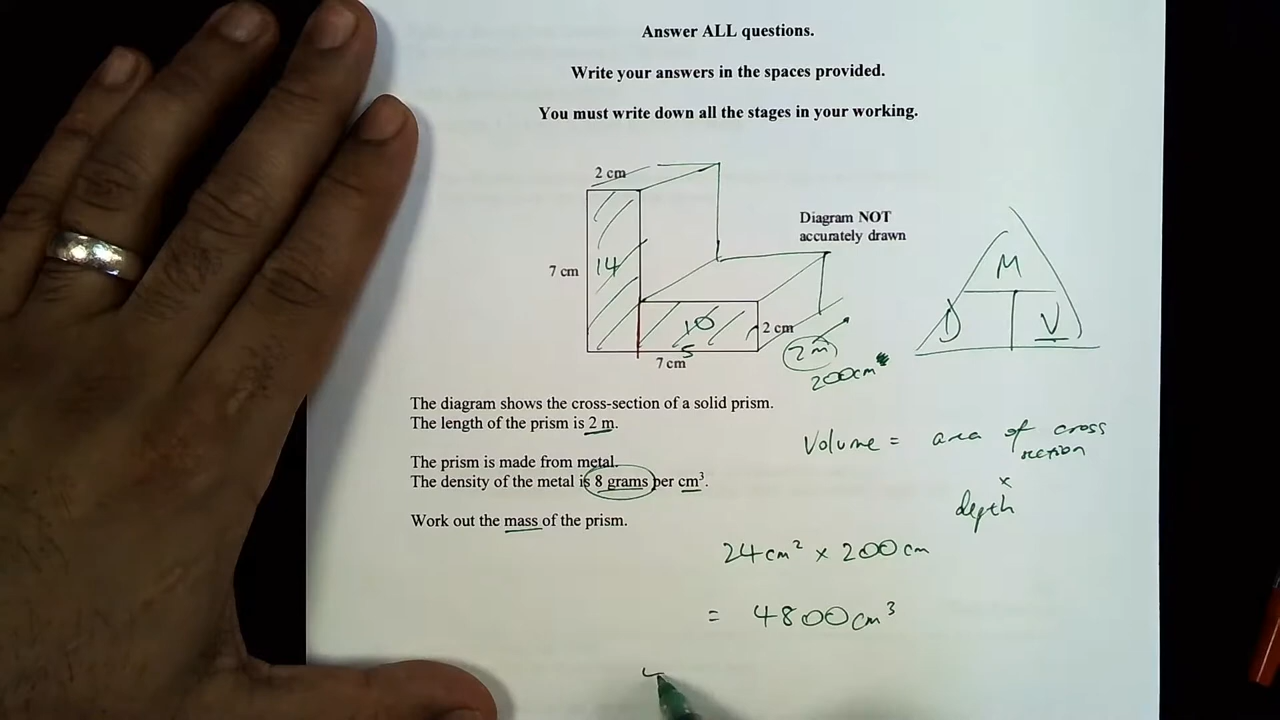 Answer ALL questions.
Write your answers in the spaces provided.
You must write down all the stages in your working.
2 cm
Diagram NOT
accurately drawn
7 cm
14
10
5
2 cm
7 cm
2m
200cm
M
D V
The diagram shows the cross-section of a solid prism.
The length of the prism is 2 m.
Volume = area of cross
section
x
depth
The prism is made from metal.
The density of the metal is 8 grams per cm³.
Work out the mass of the prism.
24cm² x 200cm
= 4800cm³